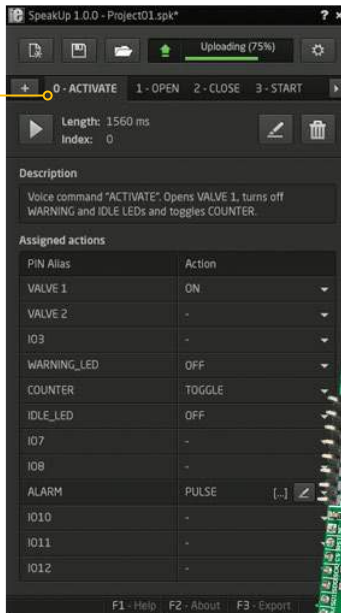 SpeakUp 1.0.0 - Project01.spk* ? ×
Uploading (75%)
+ 0 - ACTIVATE 1 - OPEN 2 - CLOSE 3 - START
Length: 1560 ms
Index: 0
Description
Voice command "ACTIVATE". Opens VALVE 1, turns off
WARNING and IDLE LEDs and toggles COUNTER.
Assigned actions
PIN Alias Action
VALVE 1 ON
VALVE 2 -
IO3 -
WARNING_LED OFF
COUNTER TOGGLE
IDLE_LED OFF
IO7 -
IO8 -
ALARM PULSE [...]
IO10 -
IO11 -
IO12 -
F1 - Help F2 - About F3 - Export